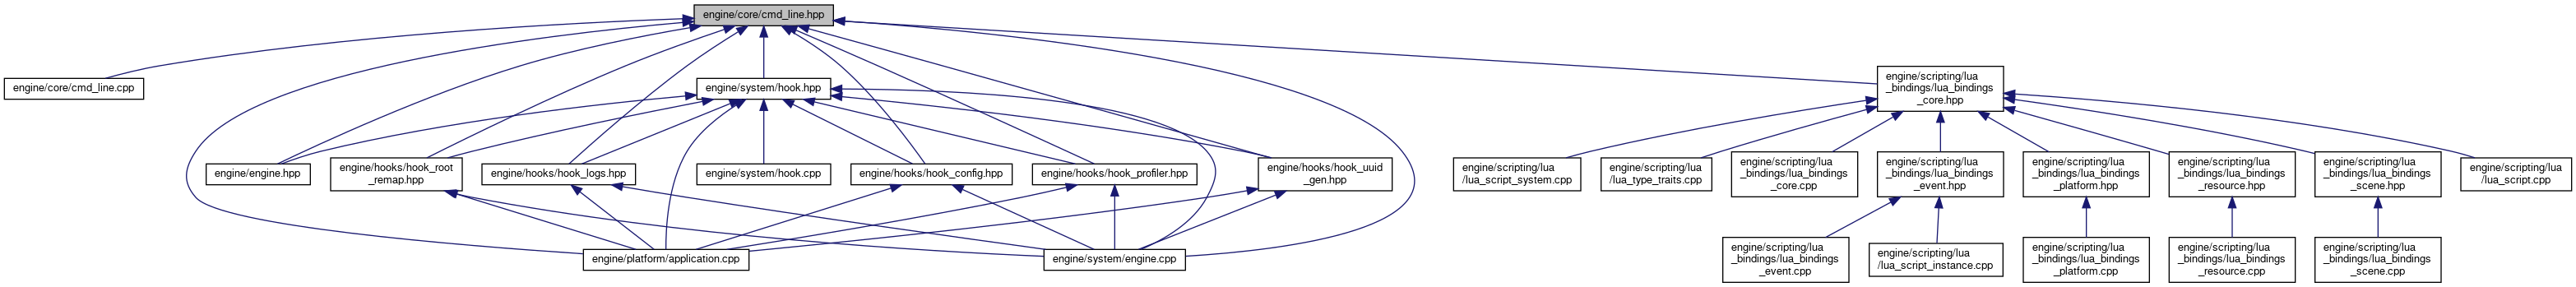 engine/core/cmd_line.hpp
engine/core/cmd_line.cpp
engine/system/hook.hpp
engine/scripting/lua
_bindings/lua_bindings
_core.hpp
engine/engine.hpp
engine/hooks/hook_root
_remap.hpp
engine/hooks/hook_logs.hpp
engine/system/hook.cpp
engine/hooks/hook_config.hpp
engine/hooks/hook_profiler.hpp
engine/hooks/hook_uuid
_gen.hpp
engine/scripting/lua
/lua_script_system.cpp
engine/scripting/lua
/lua_type_traits.cpp
engine/scripting/lua
_bindings/lua_bindings
_core.cpp
engine/scripting/lua
_bindings/lua_bindings
_event.hpp
engine/scripting/lua
_bindings/lua_bindings
_platform.hpp
engine/scripting/lua
_bindings/lua_bindings
_resource.hpp
engine/scripting/lua
_bindings/lua_bindings
_scene.hpp
engine/scripting/lua
/lua_script.cpp
engine/platform/application.cpp
engine/system/engine.cpp
engine/scripting/lua
_bindings/lua_bindings
_event.cpp
engine/scripting/lua
/lua_script_instance.cpp
engine/scripting/lua
_bindings/lua_bindings
_platform.cpp
engine/scripting/lua
_bindings/lua_bindings
_resource.cpp
engine/scripting/lua
_bindings/lua_bindings
_scene.cpp